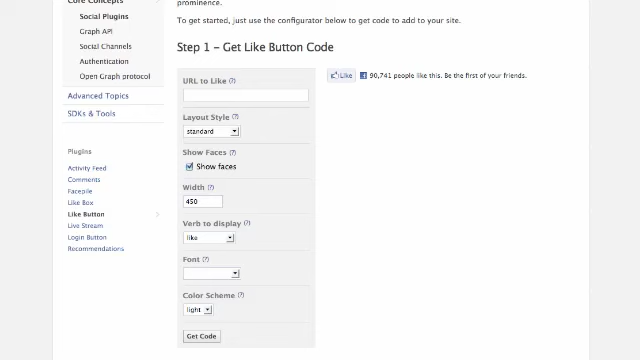 Core Concepts
Social Plugins
Graph API
Social Channels
Authentication
Open Graph protocol
Advanced Topics
SDKs & Tools
Plugins
Activity Feed
Comments
Facepile
Like Box
Like Button
Live Stream
Login Button
Recommendations
prominence.
To get started, just use the configurator below to get code to add to your site.
Step 1 – Get Like Button Code
URL to Like (?)
Layout Style (?)
standard
Show Faces (?)
Show faces
Width (?)
450
Verb to display (?)
like
Font (?)
Color Scheme (?)
light
Get Code
Like 90,741 people like this. Be the first of your friends.